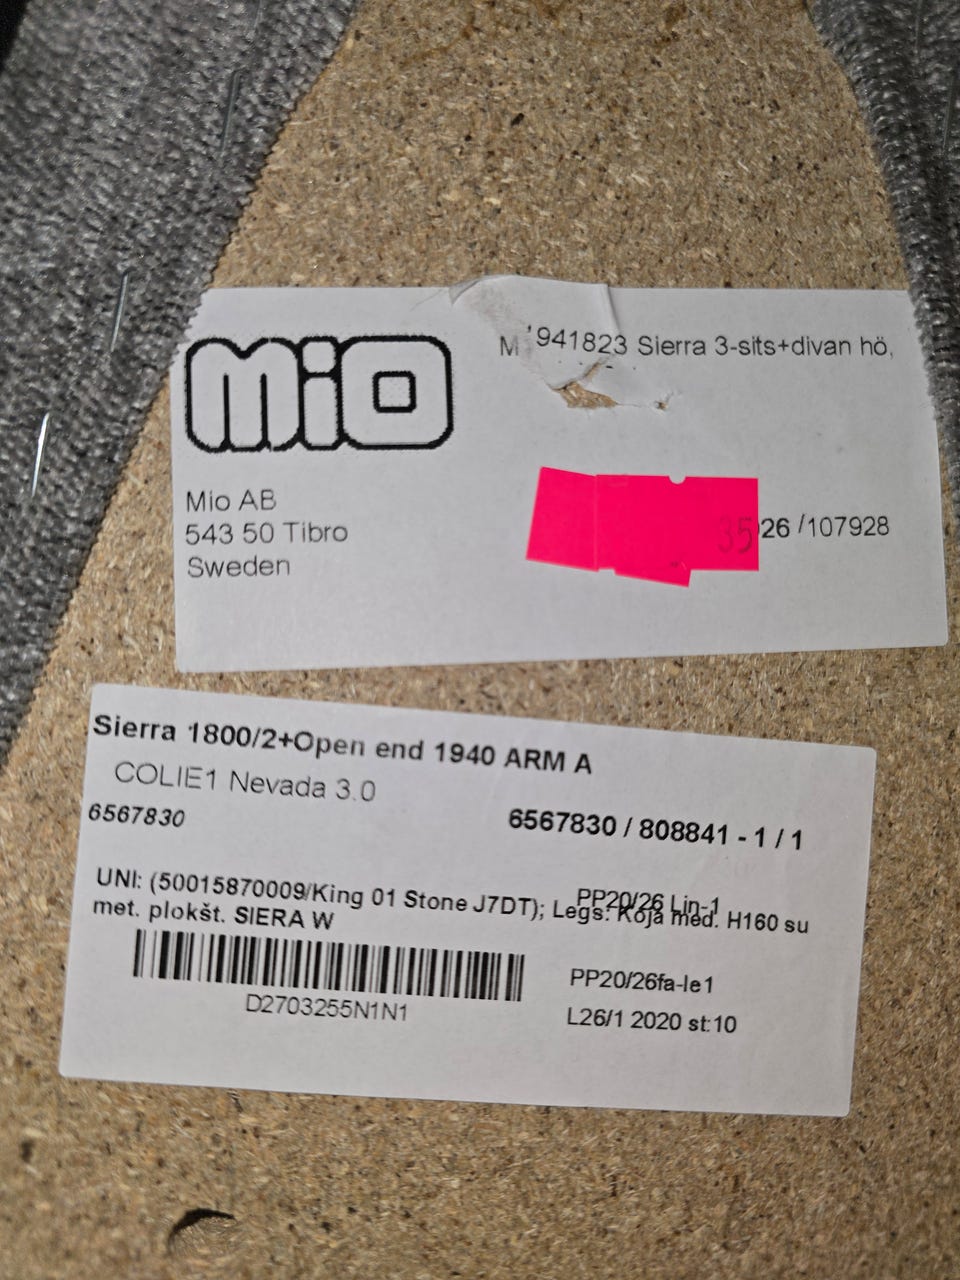 mio
M 1941823 Sierra 3-sits+divan hö,
Mio AB
543 50 Tibro
Sweden
35
26 /107928
Sierra 1800/2+Open end 1940 ARM A
COLIE1 Nevada 3.0
6567830
6567830 / 808841 - 1 / 1
UNI: (50015870009/King 01 Stone J7DT); Legs: Koja med. H160 su
met. plokšt. SIERA W
PP20/26 Lin-1
D2703255N1N1
PP20/26fa-le1
L26/1 2020 st:10